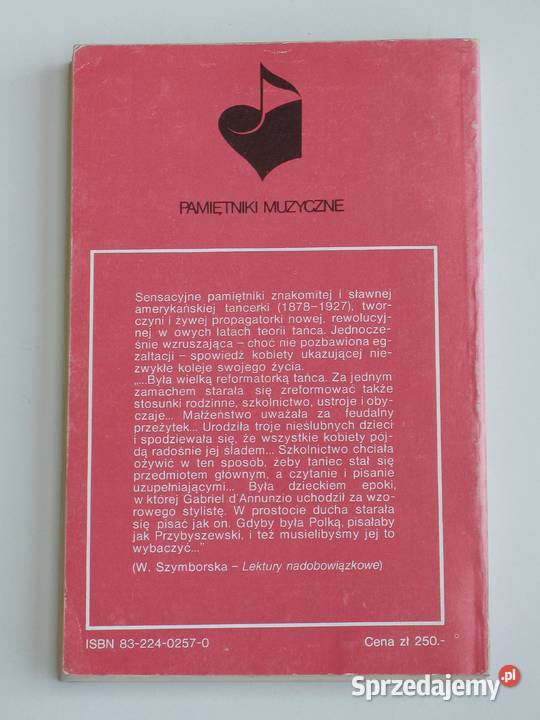 PAMIĘTNIKI MUZYCZNE
Sensacyjne pamiętniki znakomitej i sławnej
amerykańskiej tancerki (1878–1927), twór-
czyni i żywej propagatorki nowej, rewolucyj-
nej w owych latach teorii tańca. Jednocze-
śnie wzruszająca – choć nie pozbawiona eg-
zaltacji – spowiedź kobiety ukazującej nie-
zwykłe koleje swojego życia.
„...Była wielką reformatorką tańca. Za jednym
zamachem starała się zreformować także
stosunki rodzinne, szkolnictwo, ustroje i oby-
czaje... Małżeństwo uważała za feudalny
przeżytek... Urodziła troje nieślubnych dzieci
i spodziewała się, że wszystkie kobiety pój-
dą radośnie jej śladem... Szkolnictwo chciała
ożywić w ten sposób, żeby taniec stał się
przedmiotem głównym, a czytanie i pisanie
uzupełniającymi... Była dzieckiem epoki,
w której Gabriel d'Annunzio uchodził za wzo-
rowego stylistę. W prostocie ducha starała
się pisać jak on. Gdyby była Polką, pisałaby
jak Przybyszewski, i też musielibyśmy jej to
wybaczyć..."
(W. Szymborska – Lektury nadobowiązkowe)
ISBN 83-224-0257-0 Cena zł 250.-
Sprzedajemy.pl